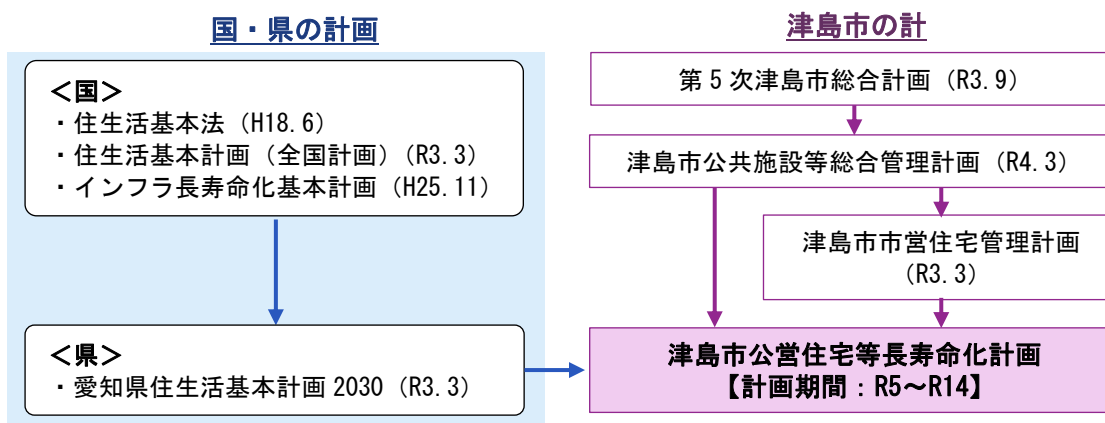 国・県の計画
<国>
・住生活基本法（H18.6）
・住生活基本計画（全国計画）（R3.3）
・インフラ長寿命化基本計画（H25.11）
<県>
・愛知県住生活基本計画 2030（R3.3）
津島市の計
第 5 次津島市総合計画（R3.9）
津島市公共施設等総合管理計画（R4.3）
津島市市営住宅管理計画
（R3.3）
津島市公営住宅等長寿命化計画
【計画期間：R5～R14】